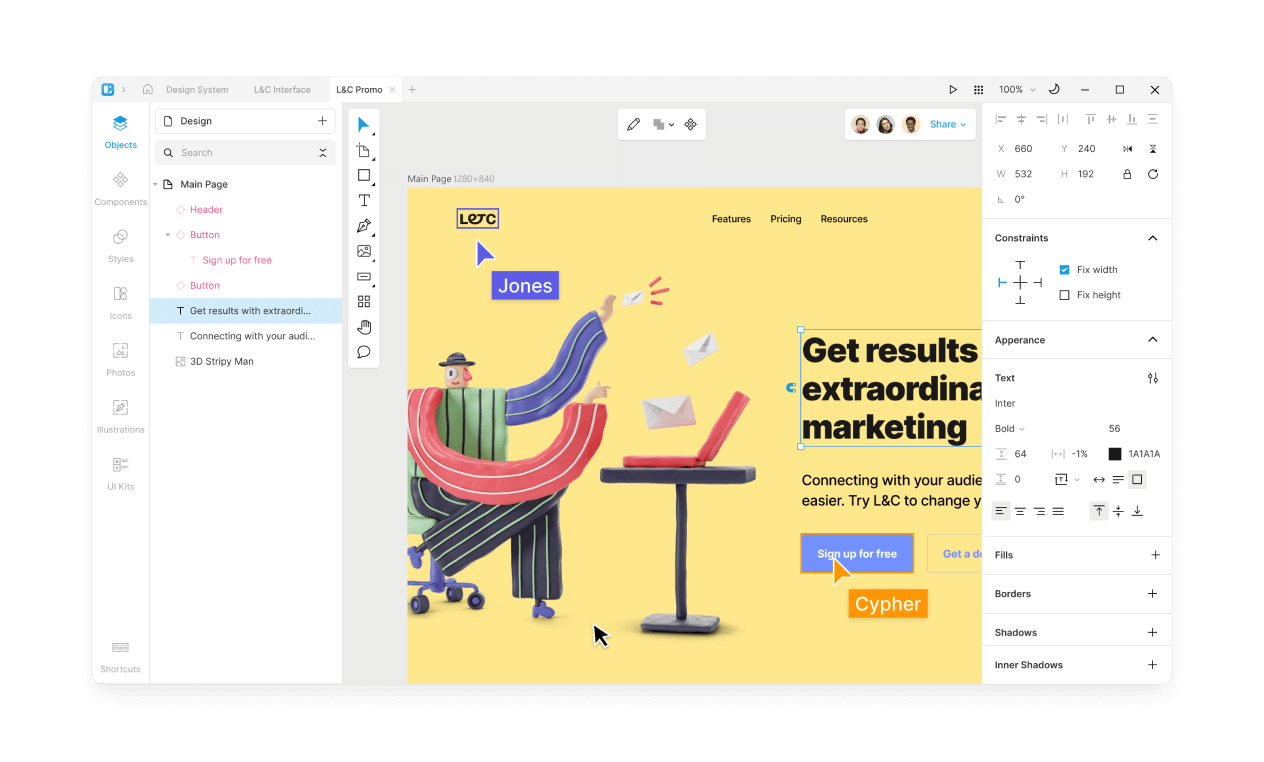 Design System
L&C Interface
L&C Promo
100%
Objects
Components
Styles
Icons
Photos
Illustrations
UI Kits
Shortcuts
Design
Search
Main Page
Header
Button
Sign up for free
Button
Get results with extraordi...
Connecting with your audi...
3D Stripy Man
Share
Main Page 1280×840
L&C
Features
Pricing
Resources
Jones
Get results
extraordina
marketing
Connecting with your audie
easier. Try L&C to change y
Sign up for free
Get a de
Cypher
X 660
Y 240
W 532
H 192
0°
Constraints
Fix width
Fix height
Apperance
Text
Inter
Bold
56
64
-1%
1A1A1A
0
Fills
Borders
Shadows
Inner Shadows